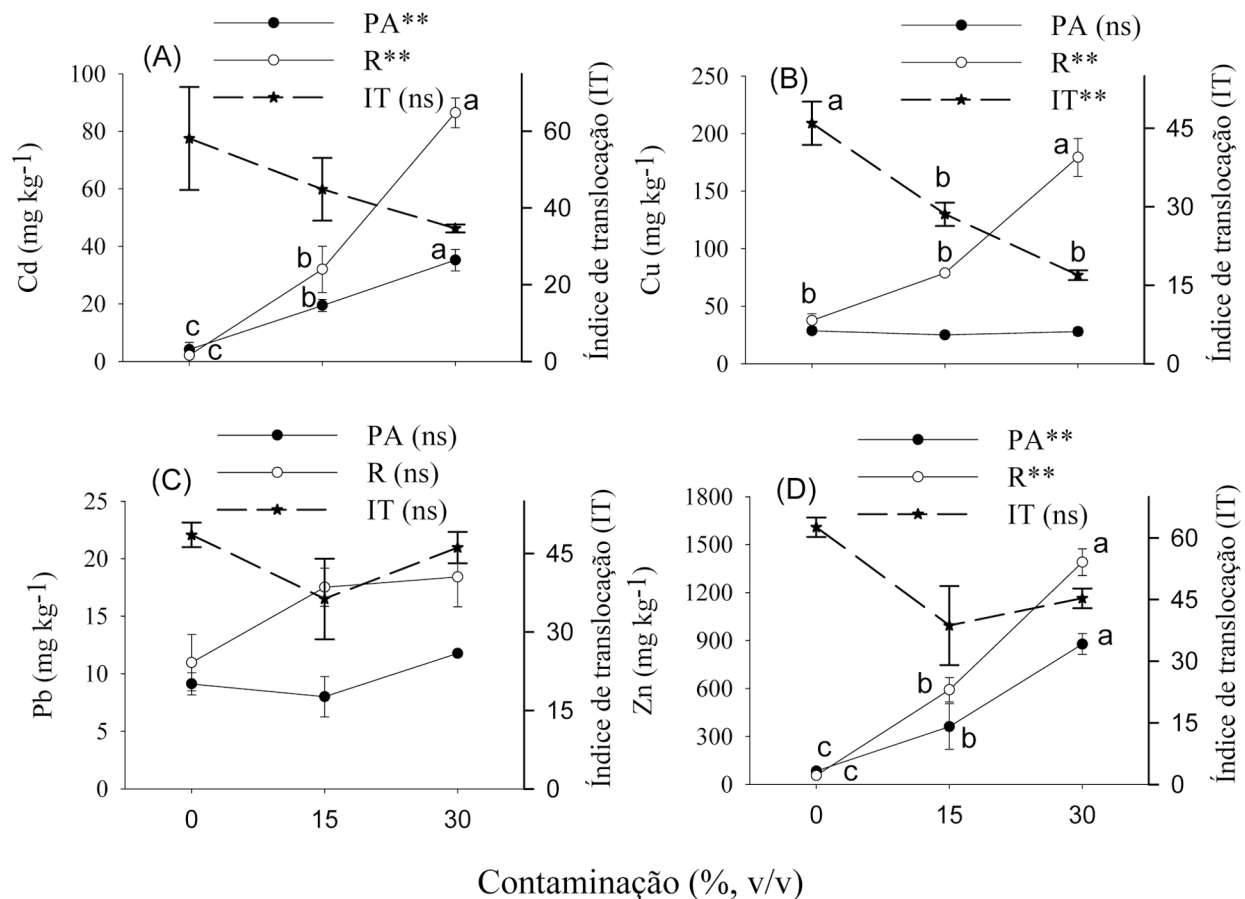 PA**
R**
IT (ns)
(A)
100
80
60
40
20
0
Cd (mg kg-1)
60
40
20
0
Índice de translocação (IT)
a
b
a
b
c
c
PA (ns)
R**
IT**
(B)
250
200
150
100
50
0
Cu (mg kg-1)
45
30
15
0
Índice de translocação (IT)
a
a
b
b
b
b
PA (ns)
R (ns)
IT (ns)
(C)
25
20
15
10
5
0
Pb (mg kg-1)
45
30
15
0
Índice de translocação (IT)
0 15 30
PA**
R**
IT (ns)
(D)
1800
1500
1200
900
600
300
0
Zn (mg kg-1)
60
45
30
15
0
Índice de translocação (IT)
a
a
b
b
c
c
0 15 30
Contaminação (%, v/v)